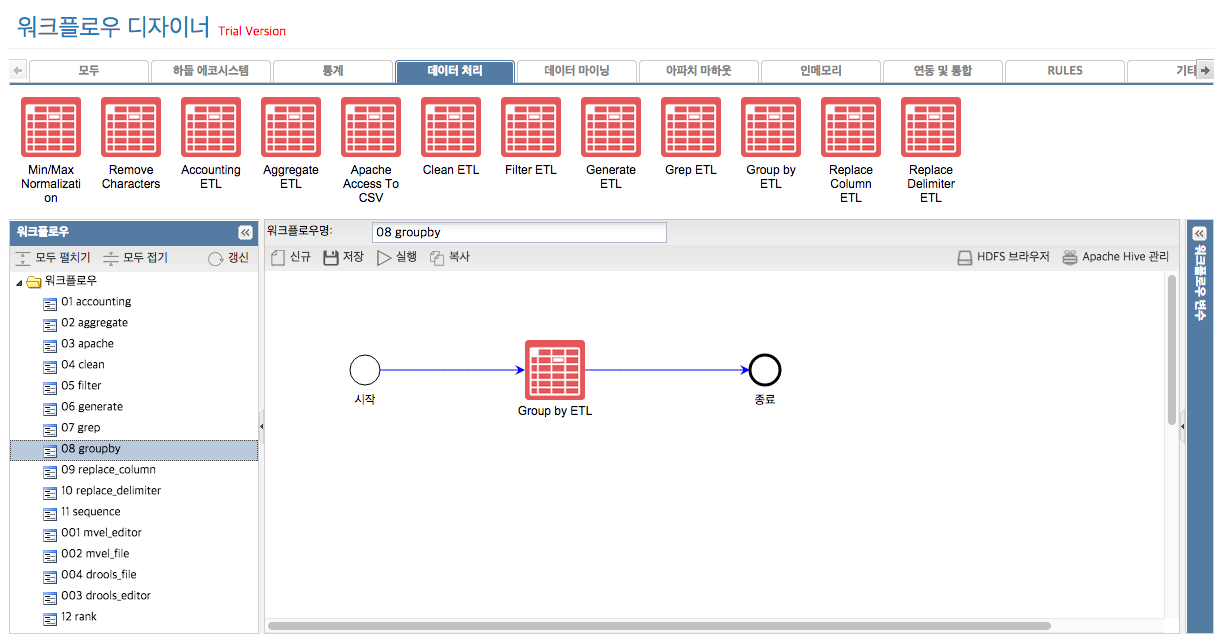 워크플로우 디자이너 Trial Version
모두 하둡 에코시스템 통계 데이터 처리 데이터 마이닝 아파치 마하웃 인메모리 연동 및 통합 RULES 기타
Min/Max
Normalizati
on
Remove
Characters
Accounting
ETL
Aggregate
ETL
Apache
Access To
CSV
Clean ETL
Filter ETL
Generate
ETL
Grep ETL
Group by
ETL
Replace
Column
ETL
Replace
Delimiter
ETL
워크플로우
모두 펼치기 모두 접기 갱신
워크플로우
01 accounting
02 aggregate
03 apache
04 clean
05 filter
06 generate
07 grep
08 groupby
09 replace_column
10 replace_delimiter
11 sequence
001 mvel_editor
002 mvel_file
004 drools_file
003 drools_editor
12 rank
워크플로우명: 08 groupby
신규 저장 실행 복사 HDFS 브라우저 Apache Hive 관리
시작
Group by ETL
종료
워크플로우 변수